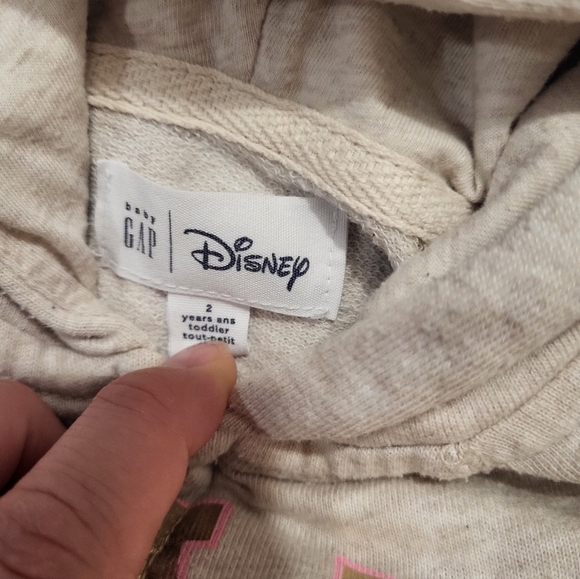 baby
GAP
Disney
2
years ans
toddler
tout-petit